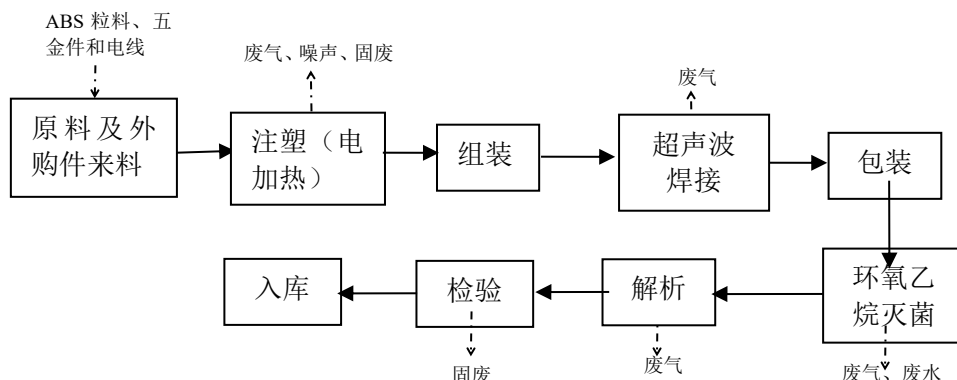 ABS 粒料、五
金件和电线
废气、噪声、固废
废气
原料及外
购件来料
注塑（电
加热）
组装
超声波
焊接
包装
入库
检验
解析
环氧乙
烷灭菌
固废
废气
废气、废水